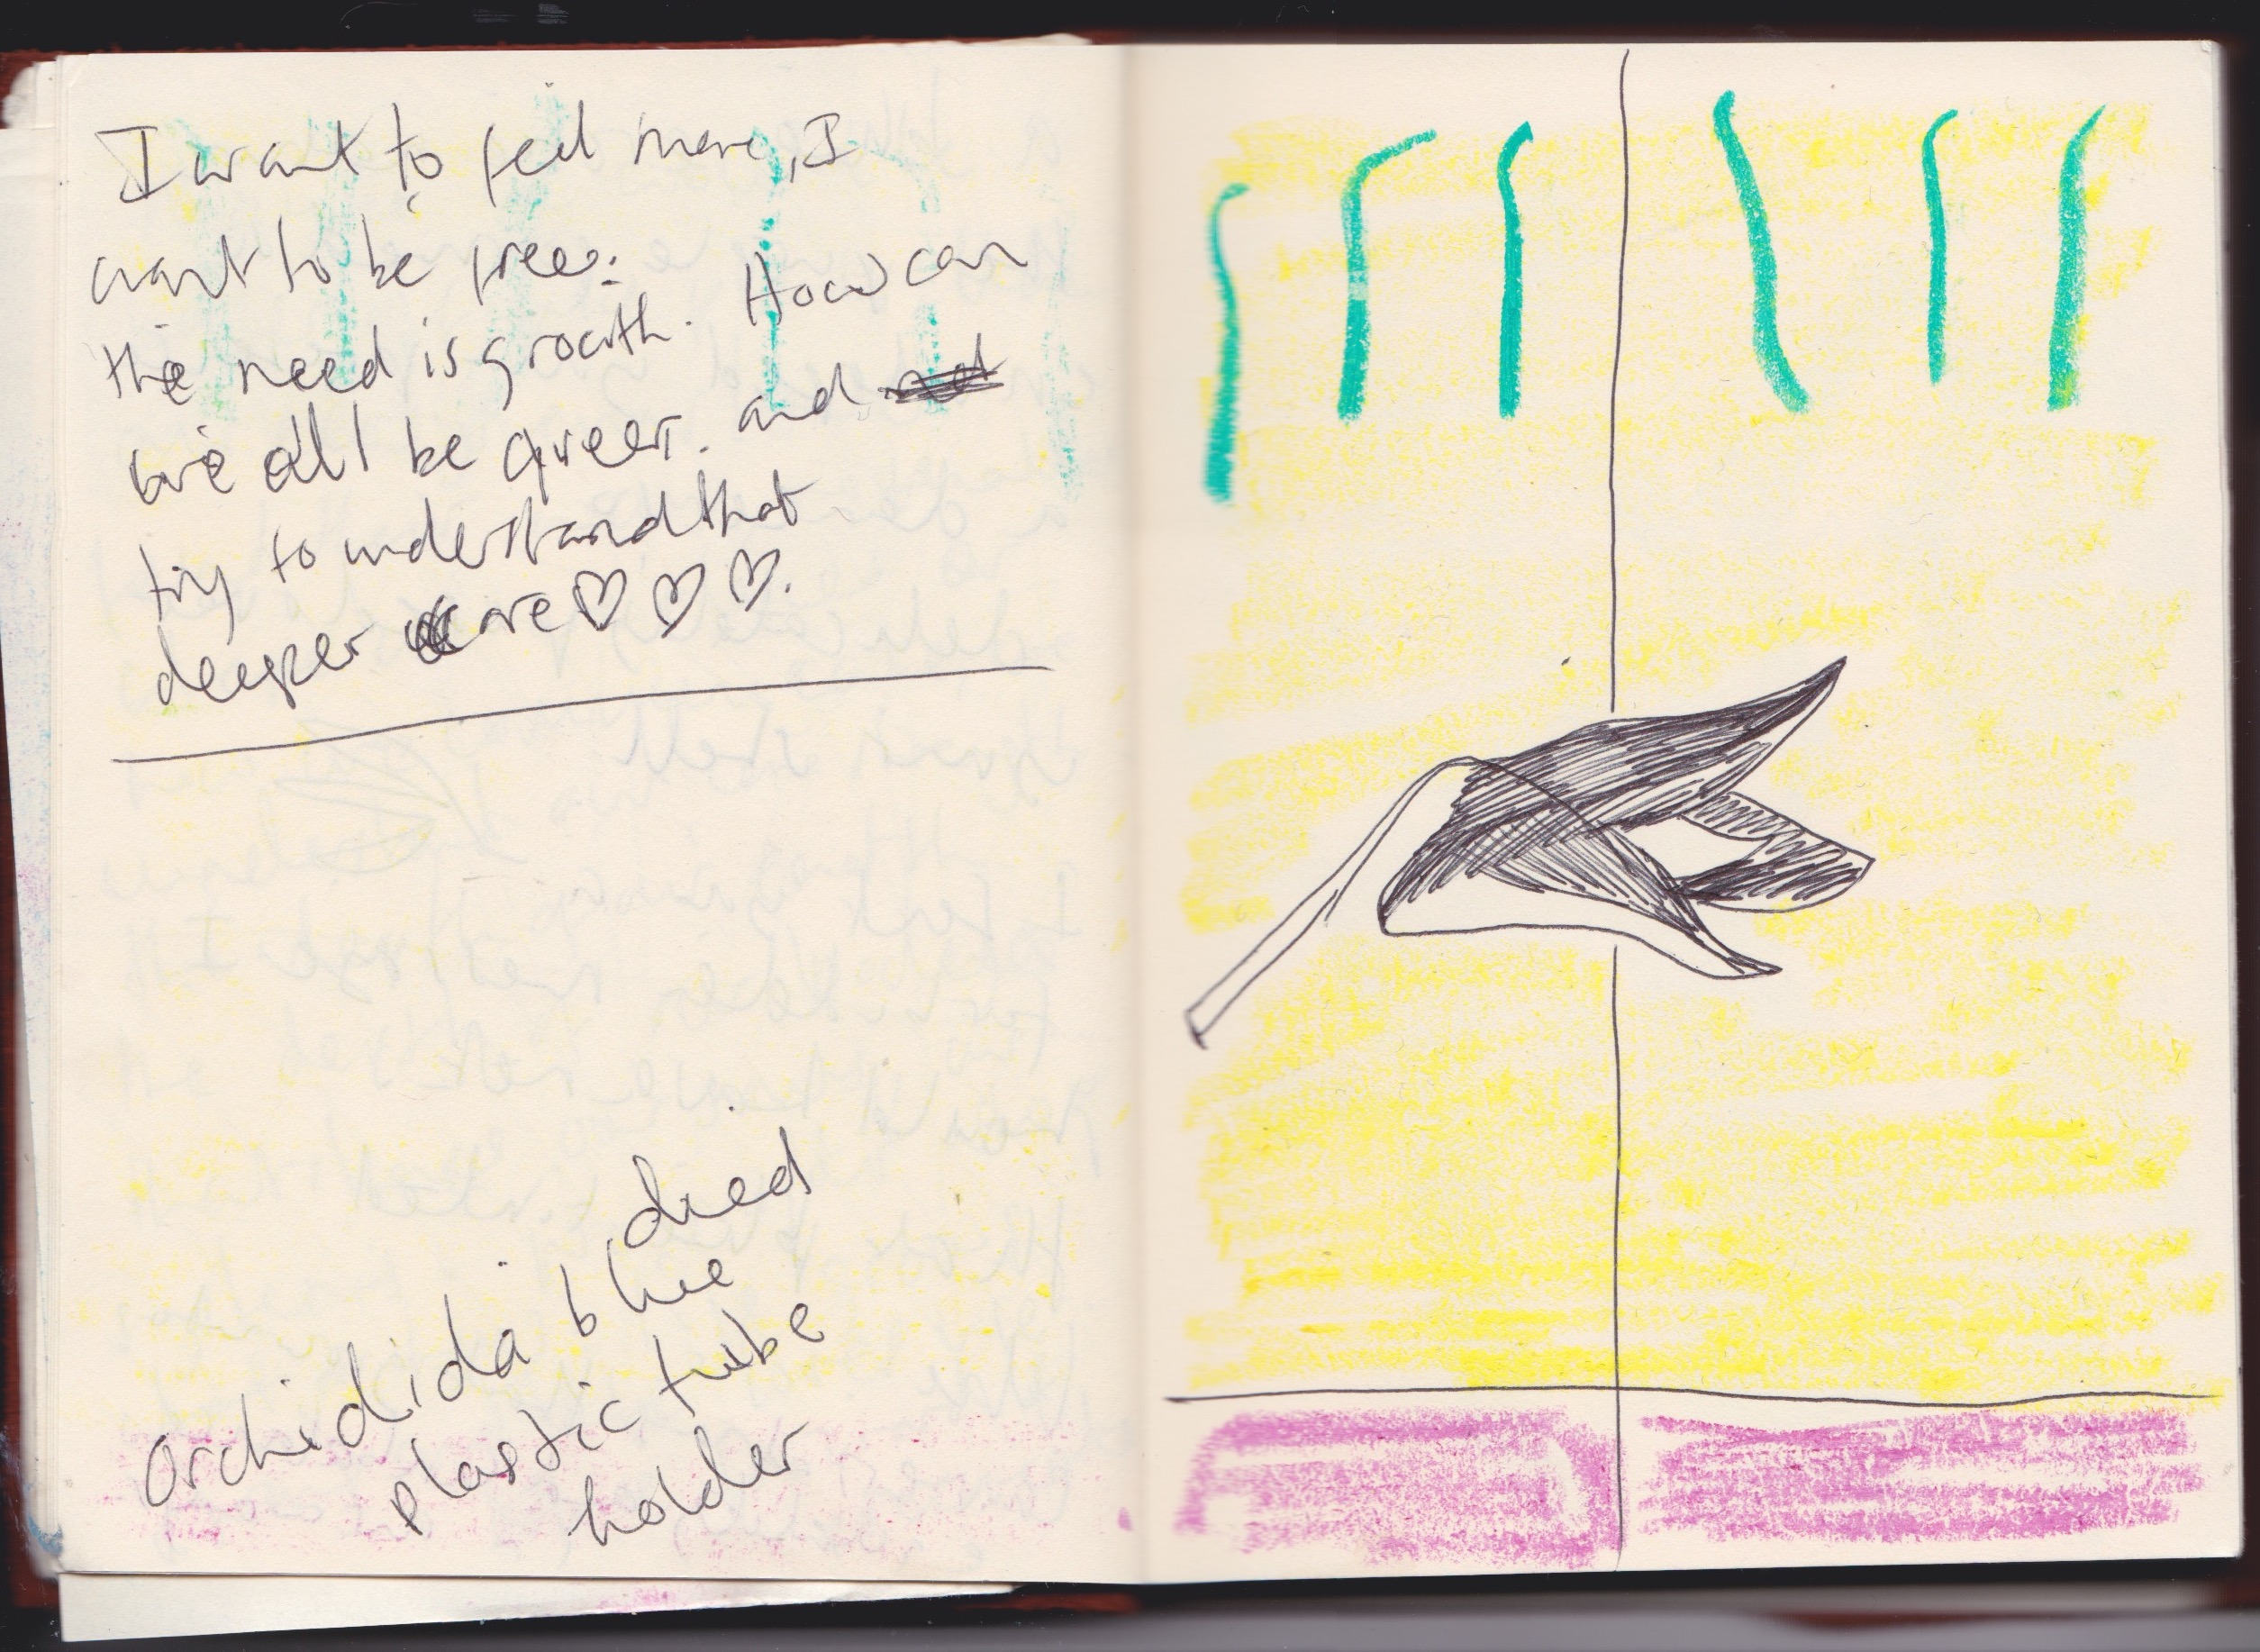 I want to feel more, I
want to be free.
the need is growth. How can
we all be queer. and
try to understand that
deeper care ♡ ♡ ♡.
dried
orchidida blue
plastic tube
holder